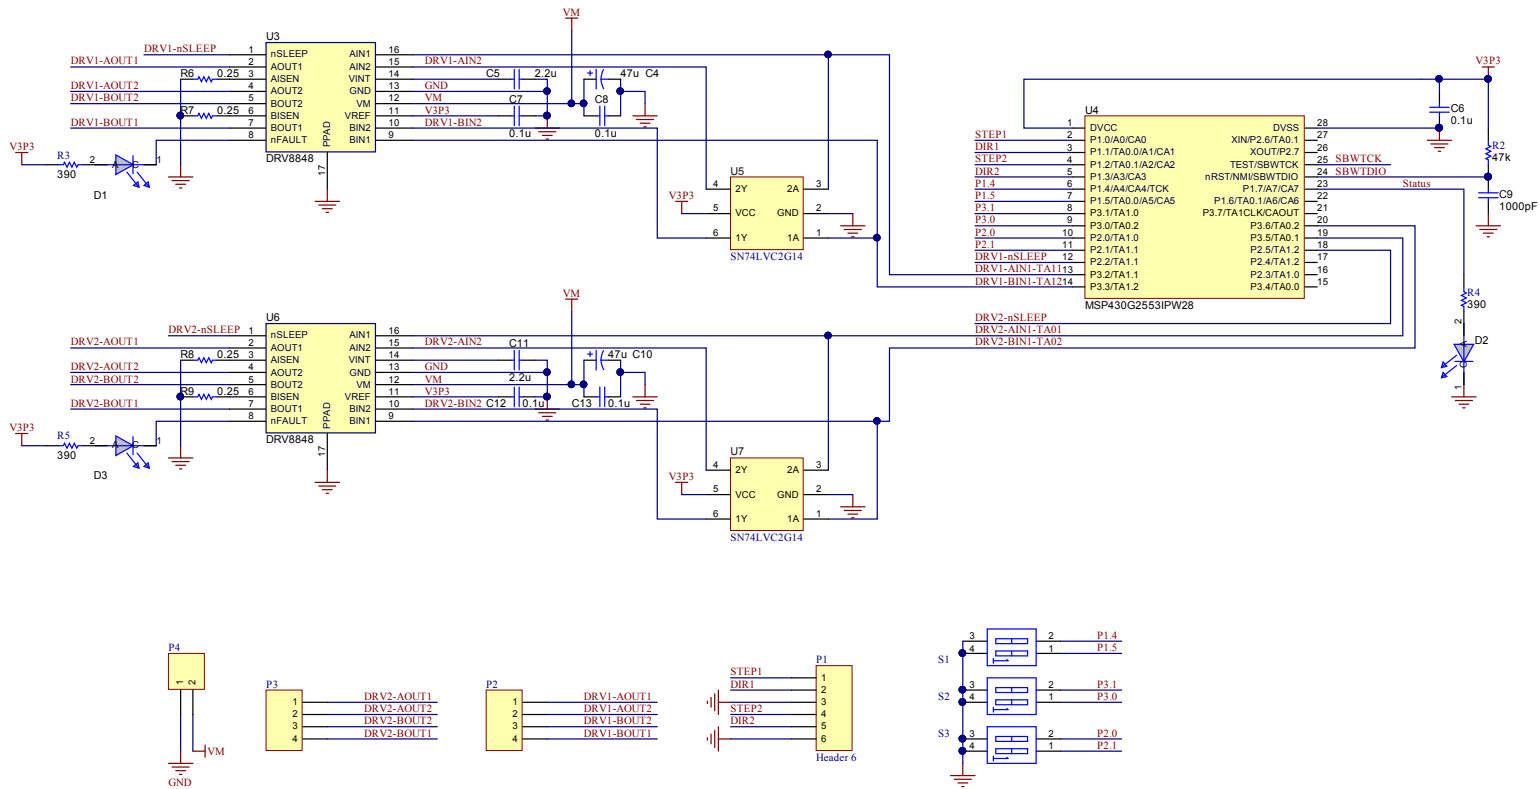 VM
U3
DRV1-nSLEEP 1 nSLEEP AIN1 16
DRV1-AOUT1 2 AOUT1 AIN2 15 DRV1-AIN2
R6 0.25 3 AISEN VINT 14 C5 2.2u 47u C4
DRV1-AOUT2 4 AOUT2 GND 13 GND
DRV1-BOUT2 5 BOUT2 VM 12 VM C7 C8
R7 0.25 6 BISEN VREF 11 V3P3
DRV1-BOUT1 7 BOUT1 BIN2 10 DRV1-BIN2 0.1u 0.1u
8 nFAULT BIN1 9
PPAD
17
DRV8848
V3P3 R3 390 2 A C 1
D1
U5
4 2Y 2A 3
V3P3 5 VCC GND 2
6 1Y 1A 1
SN74LVC2G14
V3P3
C6
0.1u
U4
1 DVCC DVSS 28
STEP1 2 P1.0/A0/CA0 XIN/P2.6/TA0.1 27
DIR1 3 P1.1/TA0.0/A1/CA1 XOUT/P2.7 26
STEP2 4 P1.2/TA0.1/A2/CA2 TEST/SBWTCK 25 SBWTCK
DIR2 5 P1.3/A3/CA3 nRST/NMI/SBWTDIO 24 SBWTDIO
P1.4 6 P1.4/A4/CA4/TCK P1.7/A7/CA7 23 Status
P1.5 7 P1.5/TA0.0/A5/CA5 P1.6/TA0.1/A6/CA6 22
P3.1 8 P3.1/TA1.0 P3.7/TA1CLK/CAOUT 21
P3.0 9 P3.0/TA0.2 P3.6/TA0.2 20
P2.0 10 P2.0/TA1.0 P3.5/TA0.1 19
P2.1 11 P2.1/TA1.1 P2.5/TA1.2 18
DRV1-nSLEEP 12 P2.2/TA1.1 P2.4/TA1.2 17
DRV1-AIN1-TA11 13 P3.2/TA1.1 P2.3/TA1.0 16
DRV1-BIN1-TA12 14 P3.3/TA1.2 P3.4/TA0.0 15
MSP430G2553IPW28
R2
47k
C9
1000pF
R4
390
2
A
C
1
D2
DRV2-nSLEEP
DRV2-AIN1-TA01
DRV2-BIN1-TA02
VM
U6
DRV2-nSLEEP 1 nSLEEP AIN1 16
DRV2-AOUT1 2 AOUT1 AIN2 15 DRV2-AIN2 C11
R8 0.25 3 AISEN VINT 14 47u C10
DRV2-AOUT2 4 AOUT2 GND 13 GND
DRV2-BOUT2 5 BOUT2 VM 12 VM 2.2u
R9 0.25 6 BISEN VREF 11 V3P3
DRV2-BOUT1 7 BOUT1 BIN2 10 DRV2-BIN2 C12 0.1u C13 0.1u
8 nFAULT BIN1 9
PPAD
17
DRV8848
V3P3 R5 390 2 A C 1
D3
U7
4 2Y 2A 3
V3P3 5 VCC GND 2
6 1Y 1A 1
SN74LVC2G14
P4
1 2
VM
GND
P3
1 DRV2-AOUT1
2 DRV2-AOUT2
3 DRV2-BOUT2
4 DRV2-BOUT1
P2
1 DRV1-AOUT1
2 DRV1-AOUT2
3 DRV1-BOUT2
4 DRV1-BOUT1
P1
STEP1 1
DIR1 2
3
STEP2 4
DIR2 5
6
Header 6
3 2 P1.4
S1 4 1 P1.5
3 2 P3.1
S2 4 1 P3.0
S3 3 2 P2.0
4 1 P2.1